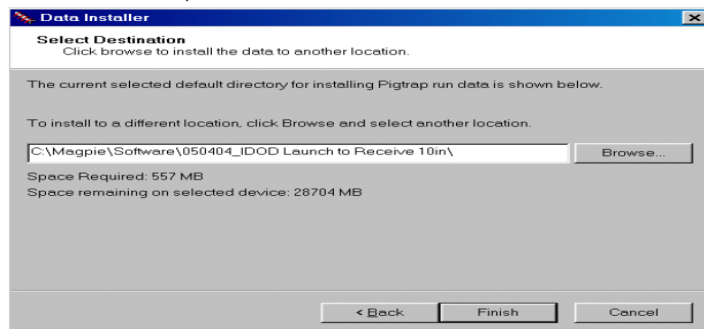 Data Installer
Select Destination
Click browse to install the data to another location.
The current selected default directory for installing Pigtrap run data is shown below.
To install to a different location, click Browse and select another location.
C:\Magpie\Software\050404_IDOD Launch to Receive 10in\
Browse...
Space Required: 557 MB
Space remaining on selected device: 28704 MB
< Back
Finish
Cancel